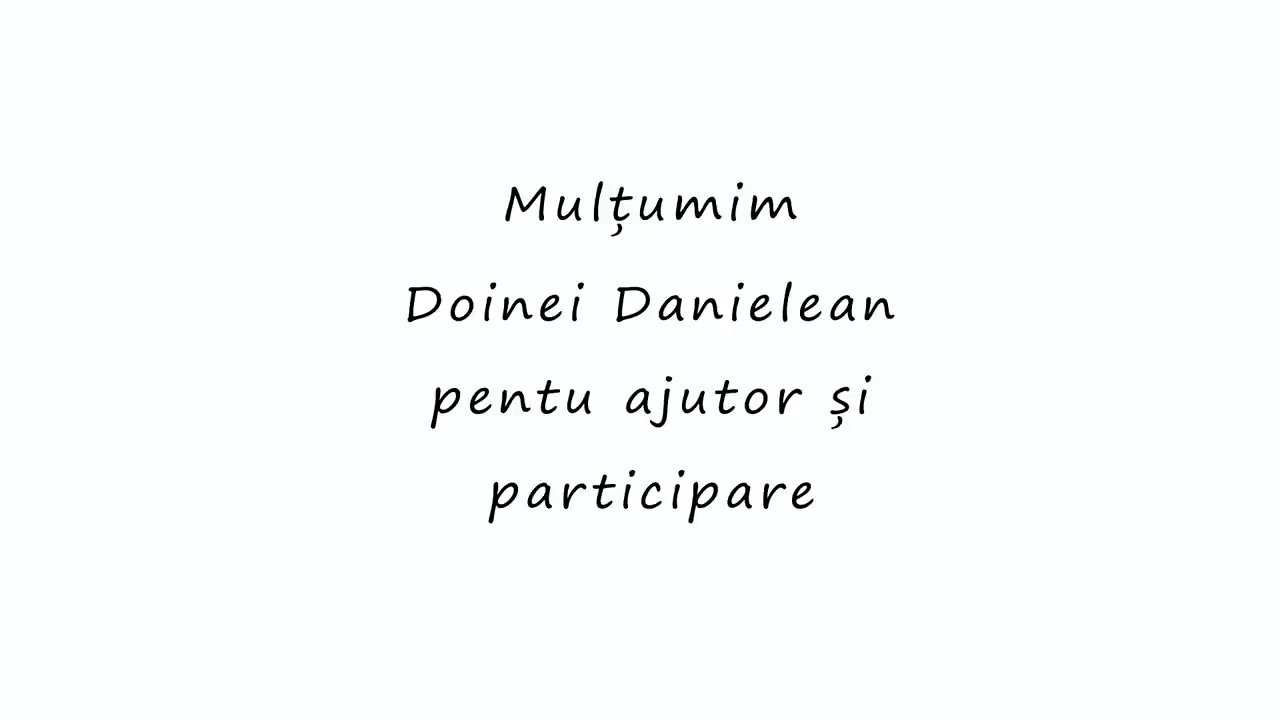 Mulțumim
Doinei Danielean
pentu ajutor și
participare